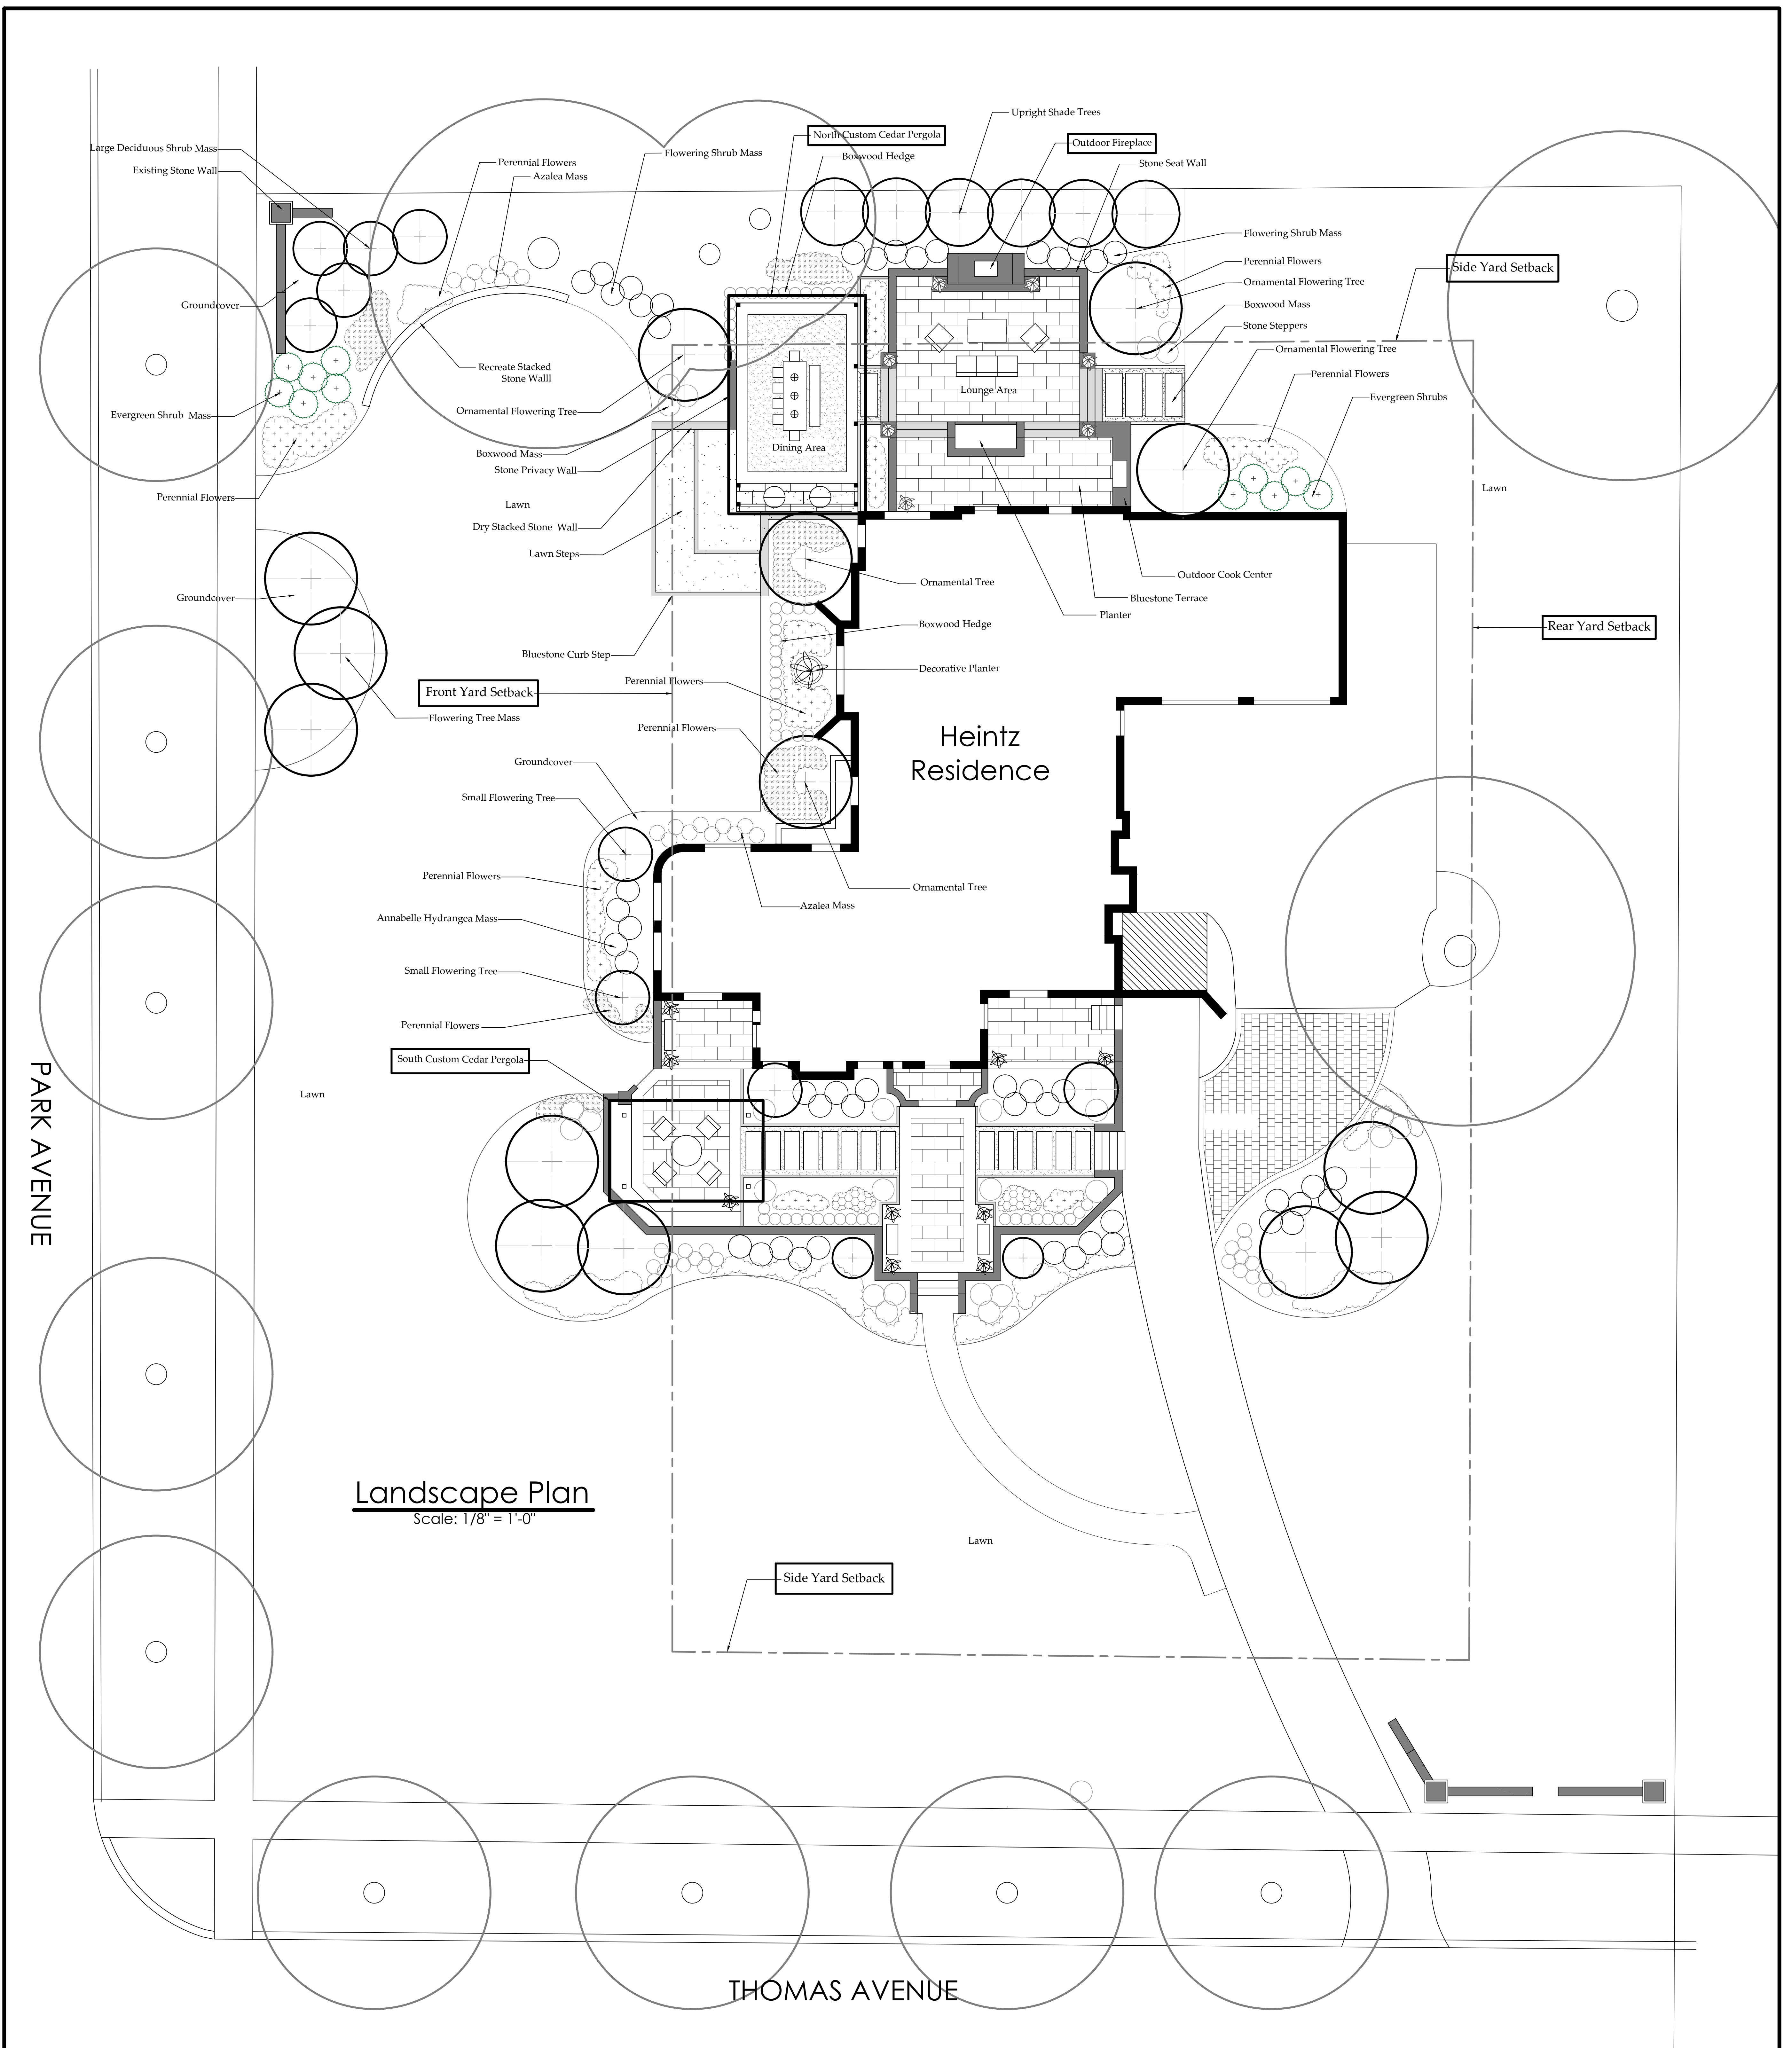 Upright Shade Trees
North Custom Cedar Pergola
Outdoor Fireplace
Large Deciduous Shrub Mass
Flowering Shrub Mass
Boxwood Hedge
Perennial Flowers
Stone Seat Wall
Existing Stone Wall
Azalea Mass
Flowering Shrub Mass
Perennial Flowers
Side Yard Setback
Ornamental Flowering Tree
Groundcover
Boxwood Mass
Stone Steppers
Ornamental Flowering Tree
Recreate Stacked
Stone Walll
Perennial Flowers
Lounge Area
Evergreen Shrubs
Evergreen Shrub Mass
Ornamental Flowering Tree
Dining Area
Boxwood Mass
Stone Privacy Wall
Lawn
Perennial Flowers
Lawn
Dry Stacked Stone Wall
Lawn Steps
Outdoor Cook Center
Ornamental Tree
Groundcover
Bluestone Terrace
Planter
Boxwood Hedge
Rear Yard Setback
Bluestone Curb Step
Decorative Planter
Perennial Flowers
Front Yard Setback
Flowering Tree Mass
Perennial Flowers
Heintz
Residence
Groundcover
Small Flowering Tree
Perennial Flowers
Ornamental Tree
Azalea Mass
Annabelle Hydrangea Mass
Small Flowering Tree
Perennial Flowers
South Custom Cedar Pergola
Lawn
PARK AVENUE
Landscape Plan
Scale: 1/8" = 1'-0"
Lawn
Side Yard Setback
THOMAS AVENUE